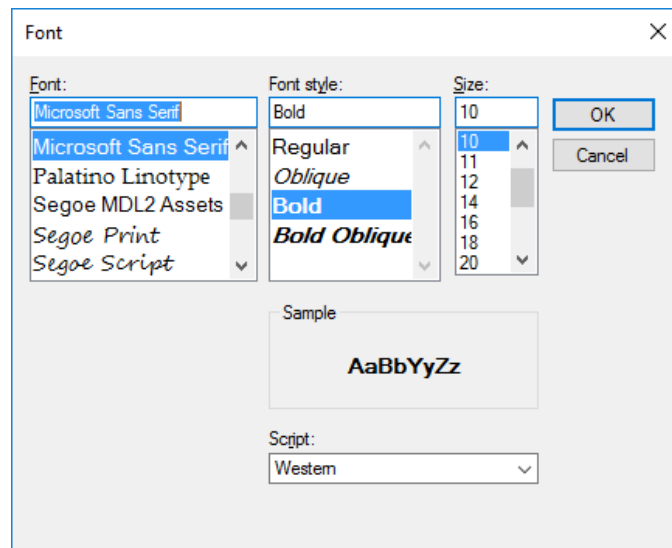 Font
Font:
Font style:
Size:
Microsoft Sans Serif
Bold
10
OK
Cancel
Microsoft Sans Serif
Palatino Linotype
Segoe MDL2 Assets
Segoe Print
Segoe Script
Regular
Oblique
Bold
Bold Oblique
10
11
12
14
16
18
20
Sample
AaBbYyZz
Script:
Western